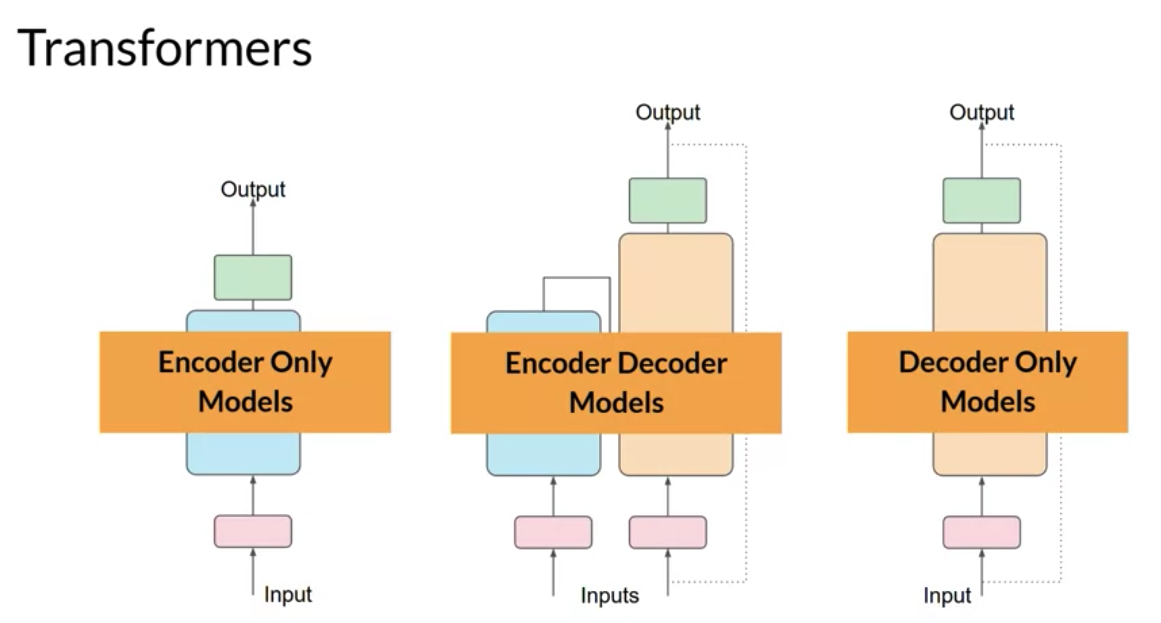 Transformers
Output
Output
Output
Encoder Only
Models
Encoder Decoder
Models
Decoder Only
Models
Input
Inputs
Input